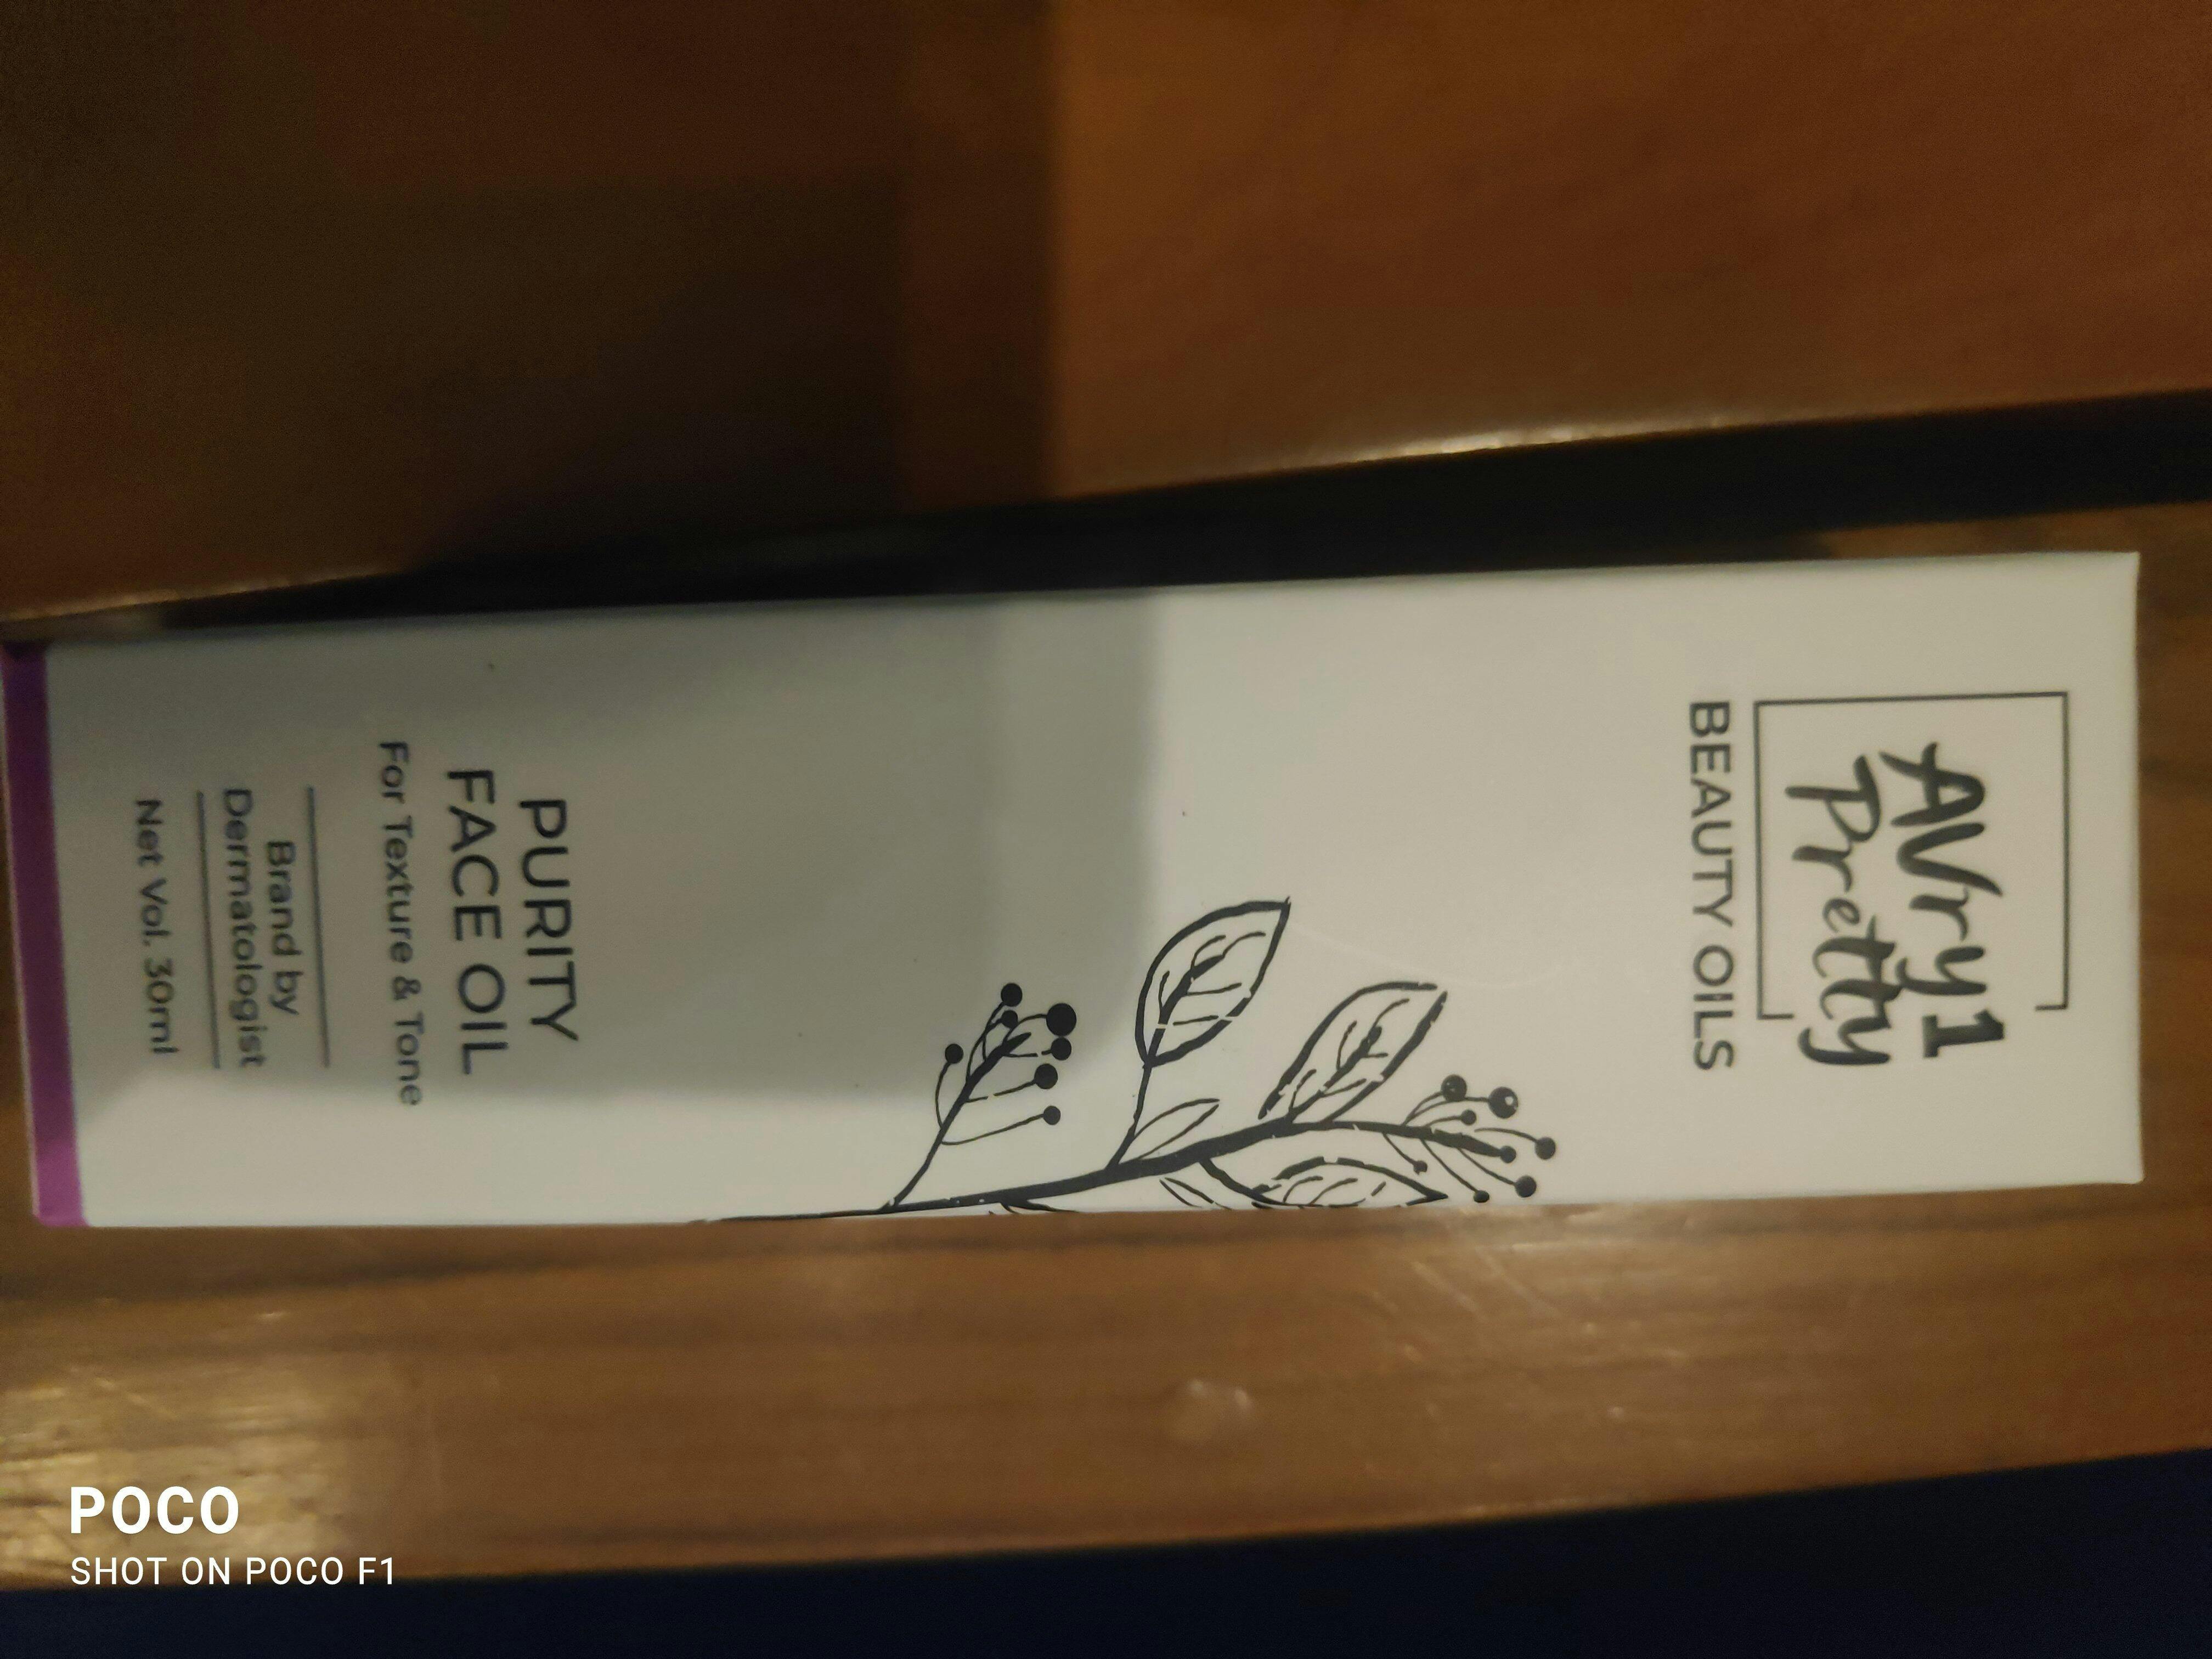 AVry1
Pretty
BEAUTY OILS
PURITY
FACE OIL
For Texture & Tone
Brand by
Dermatologist
Net Vol. 30ml
POCO
SHOT ON POCO F1